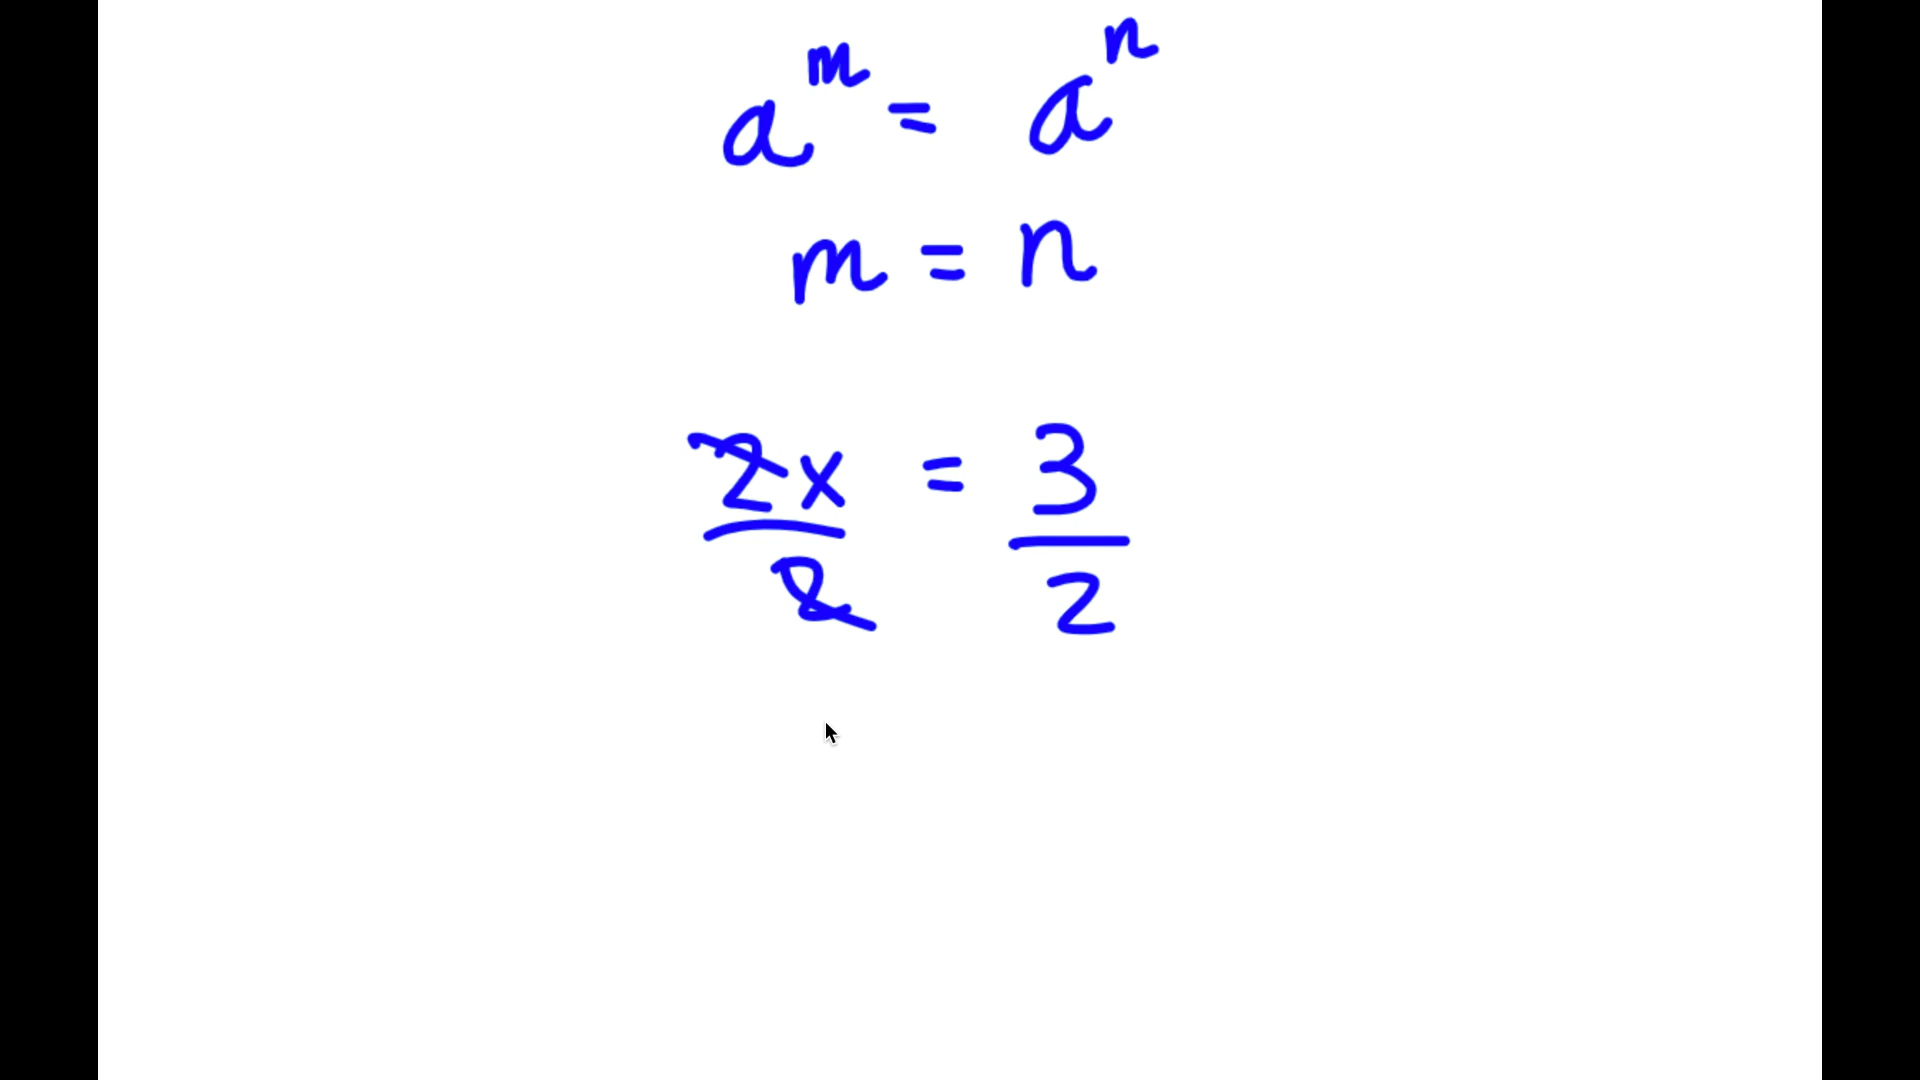 a^m = a^n
m = n
2x/2 = 3/2